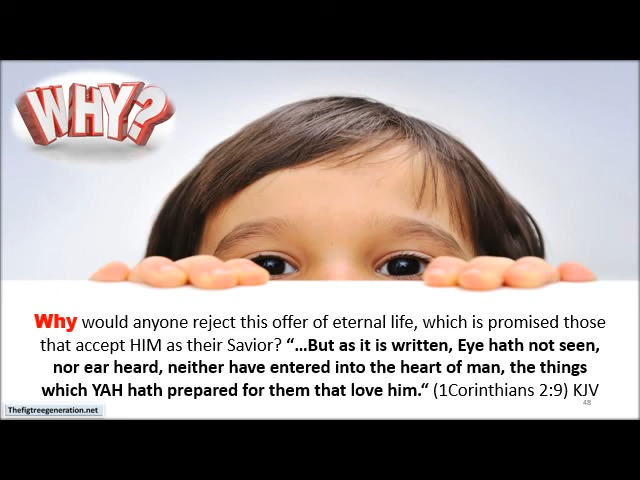 WHY?
Why would anyone reject this offer of eternal life, which is promised those
that accept HIM as their Savior? “...But as it is written, Eye hath not seen,
nor ear heard, neither have entered into the heart of man, the things
which YAH hath prepared for them that love him.“ (1Corinthians 2:9) KJV
48
Thefigtreegeneration.net